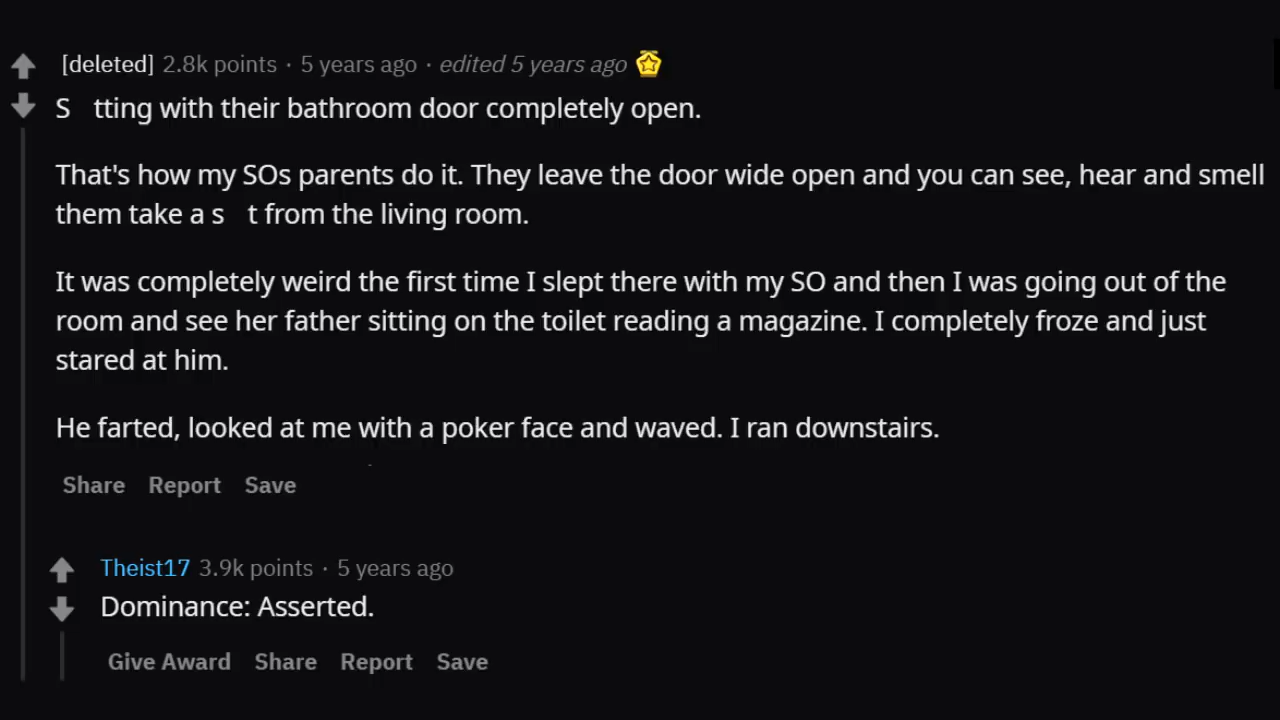 [deleted] 2.8k points · 5 years ago · edited 5 years ago
S tting with their bathroom door completely open.
That's how my SOs parents do it. They leave the door wide open and you can see, hear and smell
them take a s t from the living room.
It was completely weird the first time I slept there with my SO and then I was going out of the
room and see her father sitting on the toilet reading a magazine. I completely froze and just
stared at him.
He farted, looked at me with a poker face and waved. I ran downstairs.
Share Report Save
Theist17 3.9k points · 5 years ago
Dominance: Asserted.
Give Award Share Report Save